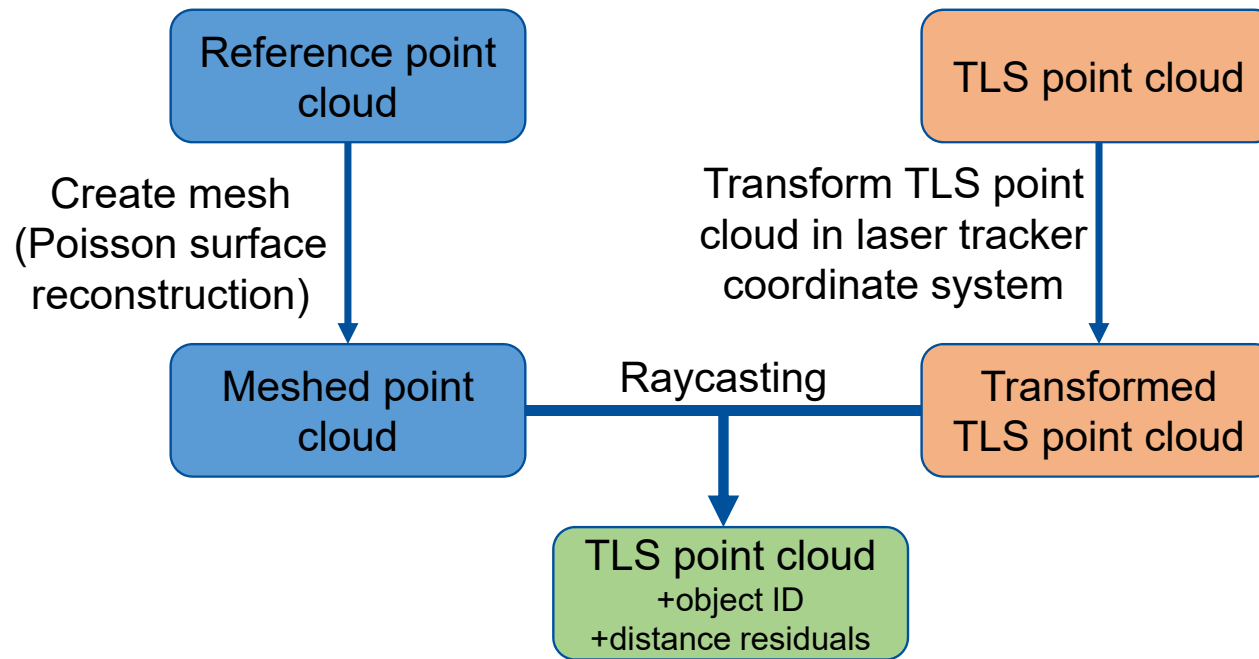 Reference point
cloud
TLS point cloud
Create mesh
(Poisson surface
reconstruction)
Transform TLS point
cloud in laser tracker
coordinate system
Meshed point
cloud
Raycasting
Transformed
TLS point cloud
TLS point cloud
+object ID
+distance residuals